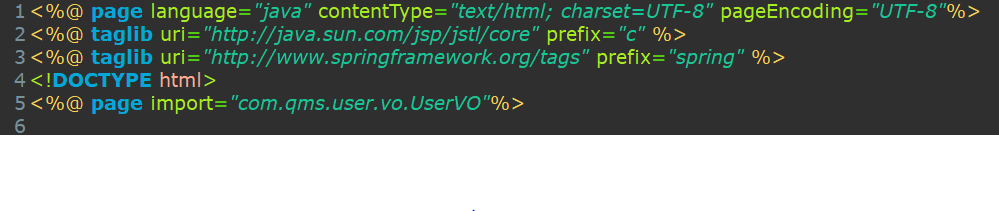 1 <%@ page language="java" contentType="text/html; charset=UTF-8" pageEncoding="UTF-8"%>
2 <%@ taglib uri="http://java.sun.com/jsp/jstl/core" prefix="c" %>
3 <%@ taglib uri="http://www.springframework.org/tags" prefix="spring" %>
4 <!DOCTYPE html>
5 <%@ page import="com.qms.user.vo.UserVO"%>
6